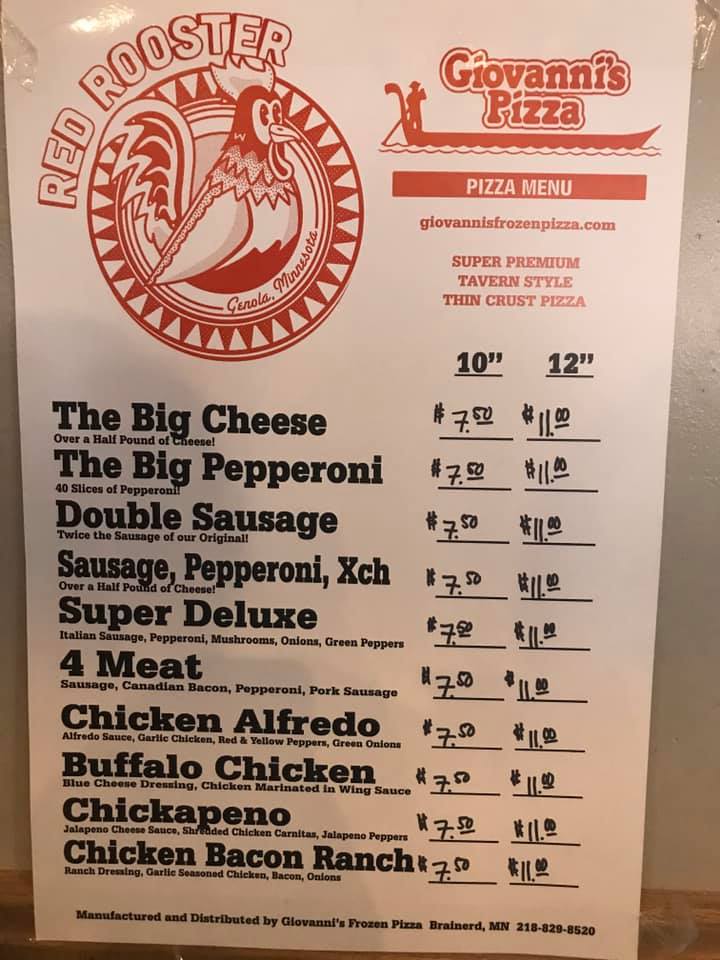 RED ROOSTER
Genola, Minnesota
Giovanni's
Pizza
PIZZA MENU
giovannisfrozenpizza.com
SUPER PREMIUM
TAVERN STYLE
THIN CRUST PIZZA
10” 12”
The Big Cheese $7.50 $11.00
Over a Half Pound of Cheese!
The Big Pepperoni $7.50 $11.00
40 Slices of Pepperoni!
Double Sausage $7.50 $11.00
Twice the Sausage of our Original!
Sausage, Pepperoni, Xch $7.50 $11.00
Over a Half Pound of Cheese!
Super Deluxe $7.50 $11.00
Italian Sausage, Pepperoni, Mushrooms, Onions, Green Peppers
4 Meat $7.50 $11.00
Sausage, Canadian Bacon, Pepperoni, Pork Sausage
Chicken Alfredo $7.50 $11.00
Alfredo Sauce, Garlic Chicken, Red & Yellow Peppers, Green Onions
Buffalo Chicken $7.50 $11.00
Blue Cheese Dressing, Chicken Marinated in Wing Sauce
Chickapeno $7.50 $11.00
Jalapeno Cheese Sauce, Shredded Chicken Carnitas, Jalapeno Peppers
Chicken Bacon Ranch $7.50 $11.00
Ranch Dressing, Garlic Seasoned Chicken, Bacon, Onions
Manufactured and Distributed by Giovanni's Frozen Pizza Brainerd, MN 218-829-8520